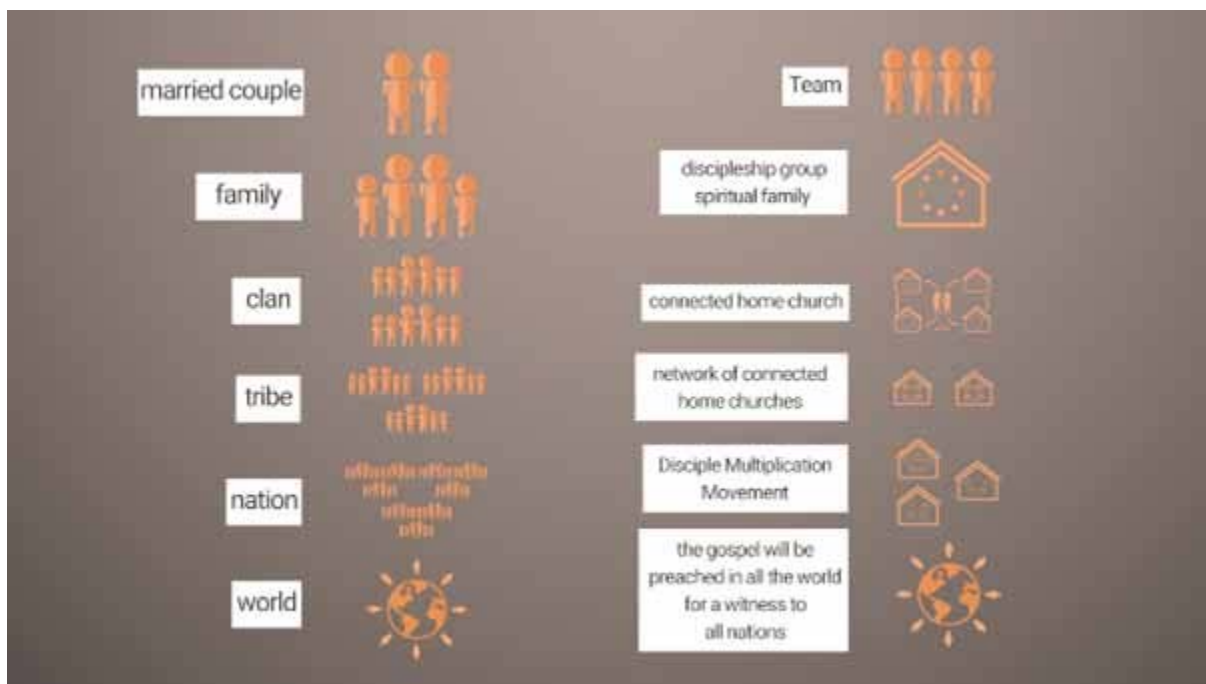 married couple
family
clan
tribe
nation
world
Team
discipleship group
spiritual family
connected home church
network of connected
home churches
Disciple Multiplication
Movement
the gospel will be
preached in all the world
for a witness to
all nations